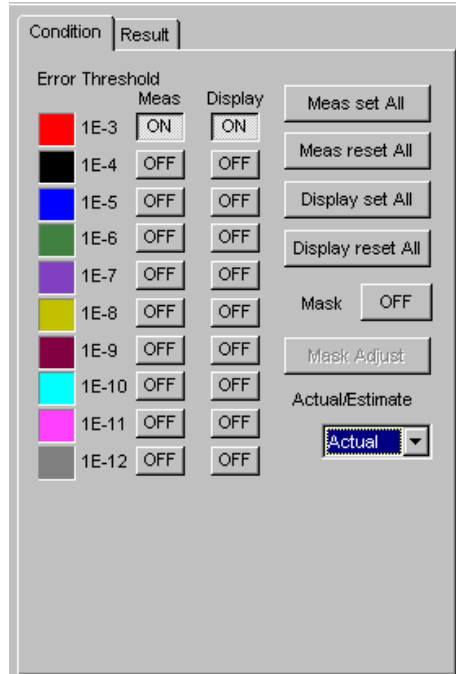 Condition Result
Error Threshold
Meas Display
1E-3 ON ON
1E-4 OFF OFF
1E-5 OFF OFF
1E-6 OFF OFF
1E-7 OFF OFF
1E-8 OFF OFF
1E-9 OFF OFF
1E-10 OFF OFF
1E-11 OFF OFF
1E-12 OFF OFF
Meas set All
Meas reset All
Display set All
Display reset All
Mask OFF
Mask Adjust
Actual/Estimate
Actual